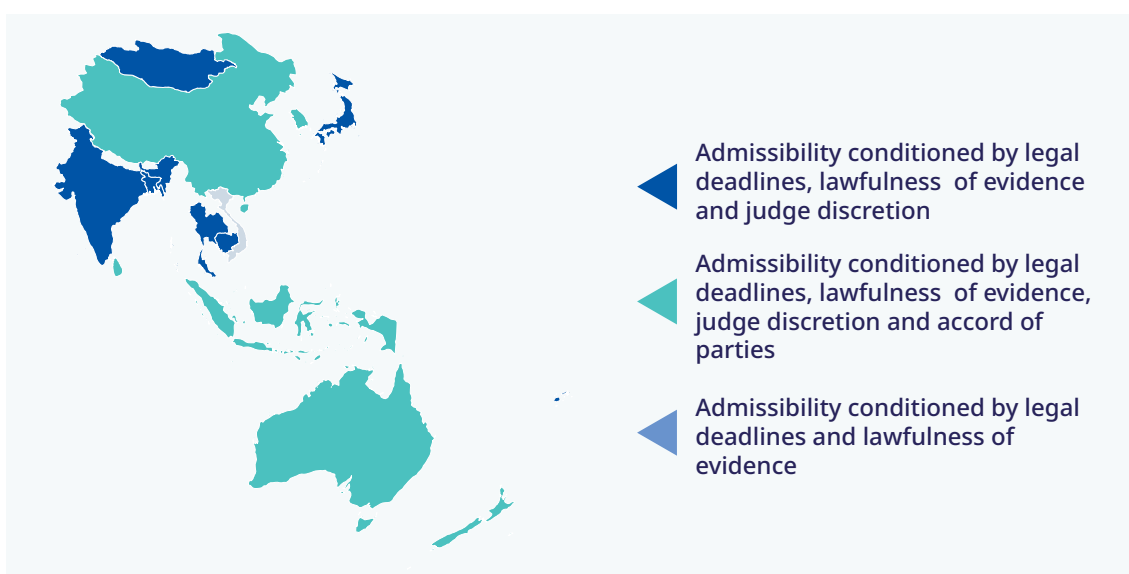 Admissibility conditioned by legal
deadlines, lawfulness  of evidence
and judge discretion
Admissibility conditioned by legal
deadlines, lawfulness  of evidence,
judge discretion and accord of
parties
Admissibility conditioned by legal
deadlines and lawfulness of
evidence